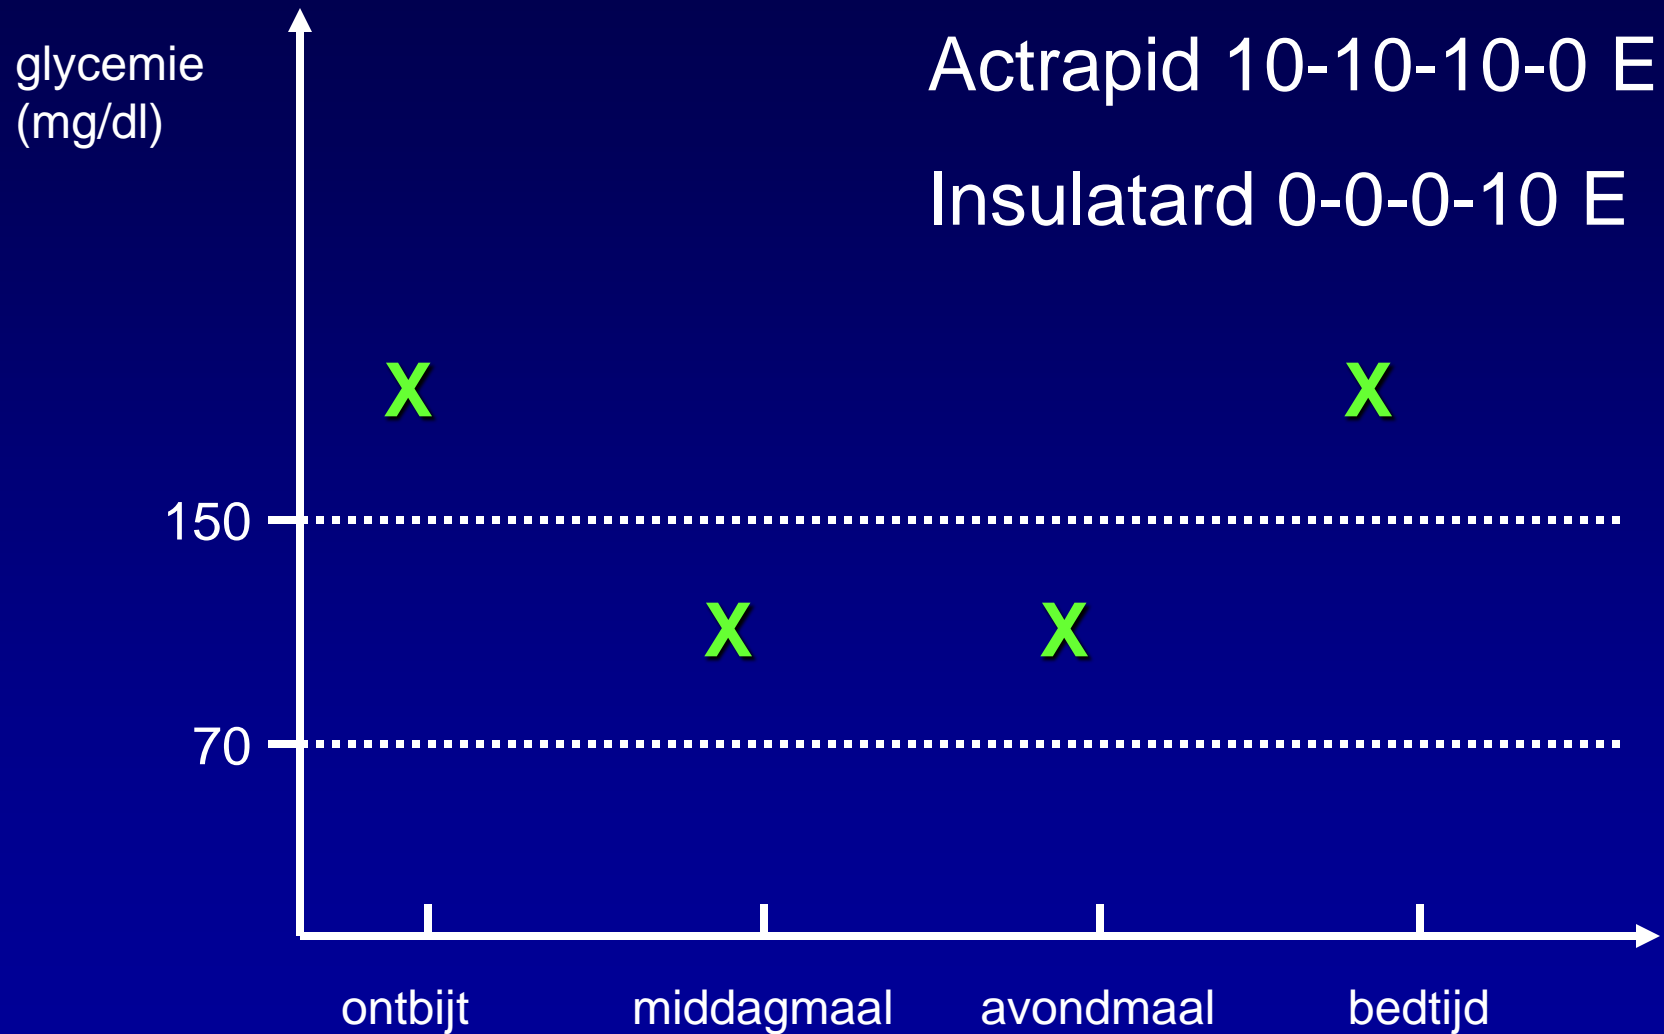 glycemie
(mg/dl)
Actrapid 10-10-10-0 E
Insulatard 0-0-0-10 E
X X
150
X X
70
ontbijt middagmaal avondmaal bedtijd